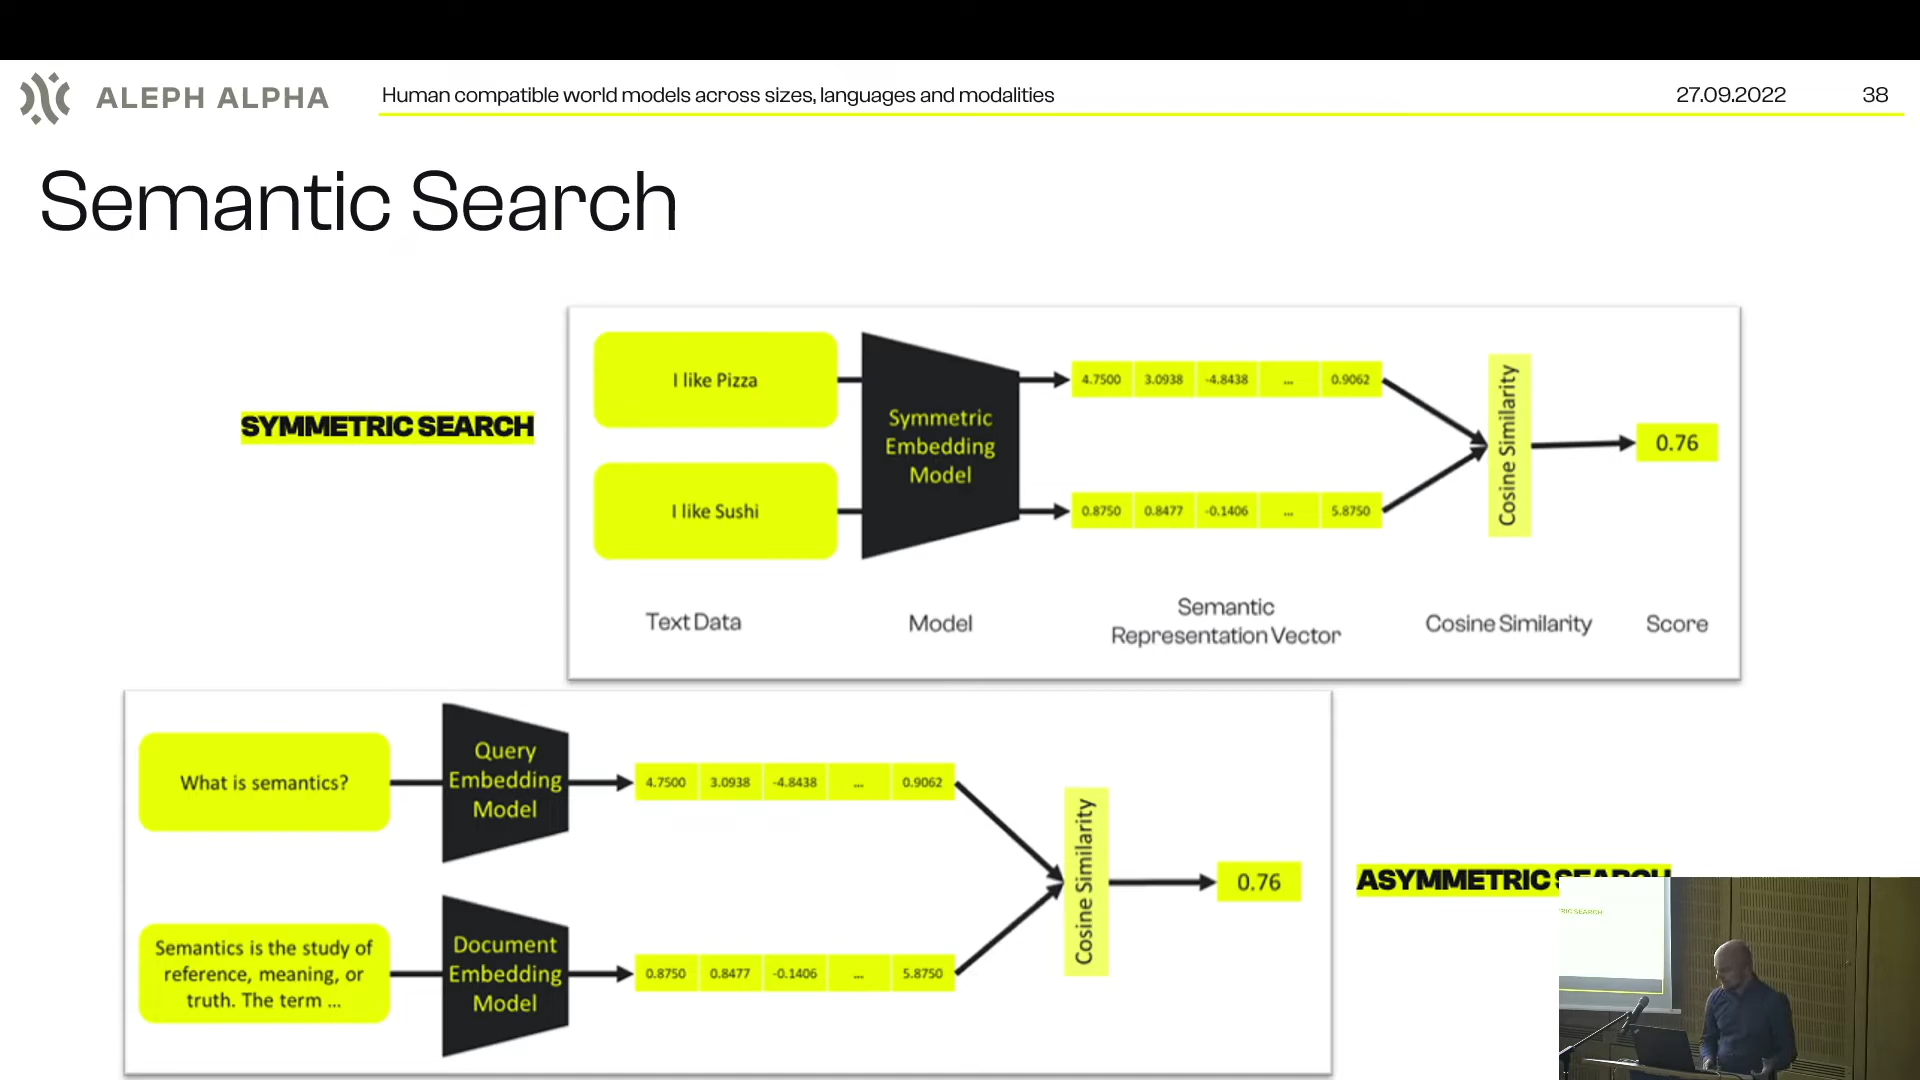 ALEPH ALPHA
Human compatible world models across sizes, languages and modalities
27.09.2022
38
Semantic Search
SYMMETRIC SEARCH
I like Pizza
I like Sushi
Symmetric
Embedding
Model
4.7500 3.0938 -4.8438 ... 0.9062
0.8750 0.8477 -0.1406 ... 5.8750
Cosine Similarity
0.76
Text Data
Model
Semantic
Representation Vector
Cosine Similarity
Score
What is semantics?
Query
Embedding
Model
4.7500 3.0938 -4.8438 ... 0.9062
Semantics is the study of
reference, meaning, or
truth. The term ...
Document
Embedding
Model
0.8750 0.8477 -0.1406 ... 5.8750
Cosine Similarity
0.76
ASYMMETRIC SEARCH
RIC SEARCH